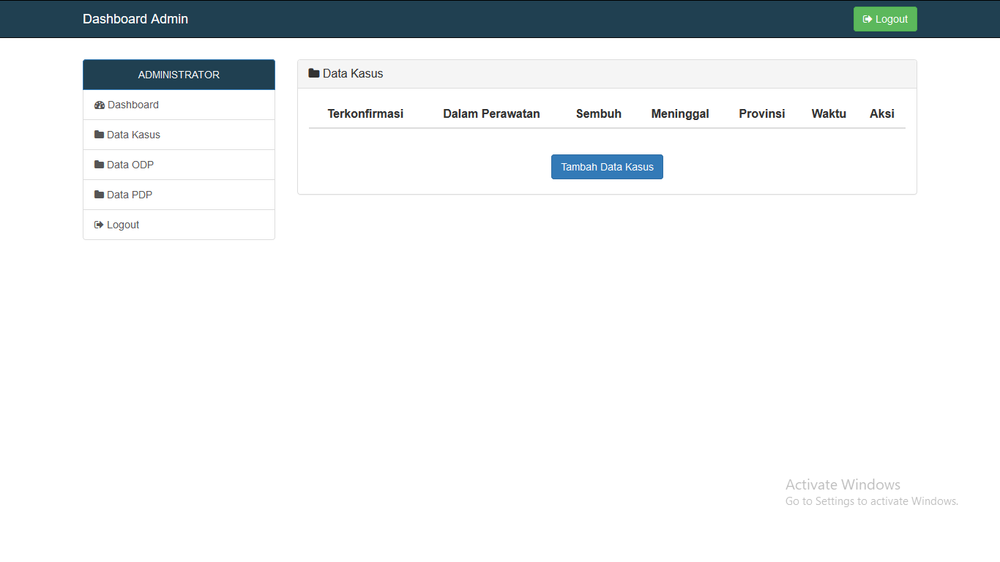 Dashboard Admin
Logout
ADMINISTRATOR
Dashboard
Data Kasus
Data ODP
Data PDP
Logout
Data Kasus
Terkonfirmasi Dalam Perawatan Sembuh Meninggal Provinsi Waktu Aksi
Tambah Data Kasus
Activate Windows
Go to Settings to activate Windows.